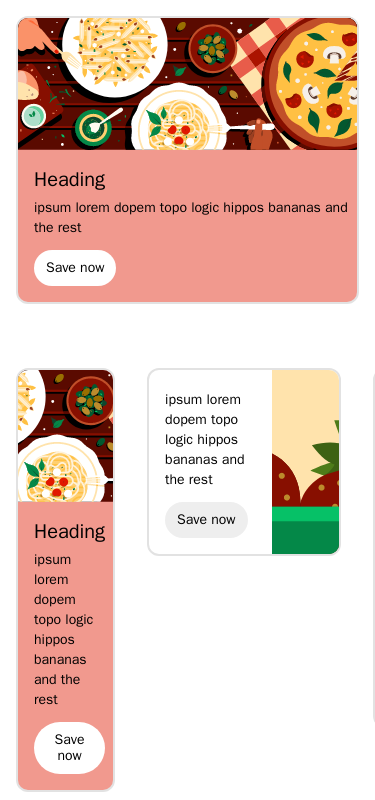 Heading
ipsum lorem dopem topo logic hippos bananas and
the rest
Save now
Heading
ipsum
lorem
dopem
topo logic
hippos
bananas
and the
rest
Save
now
ipsum lorem
dopem topo
logic hippos
bananas and
the rest
Save now